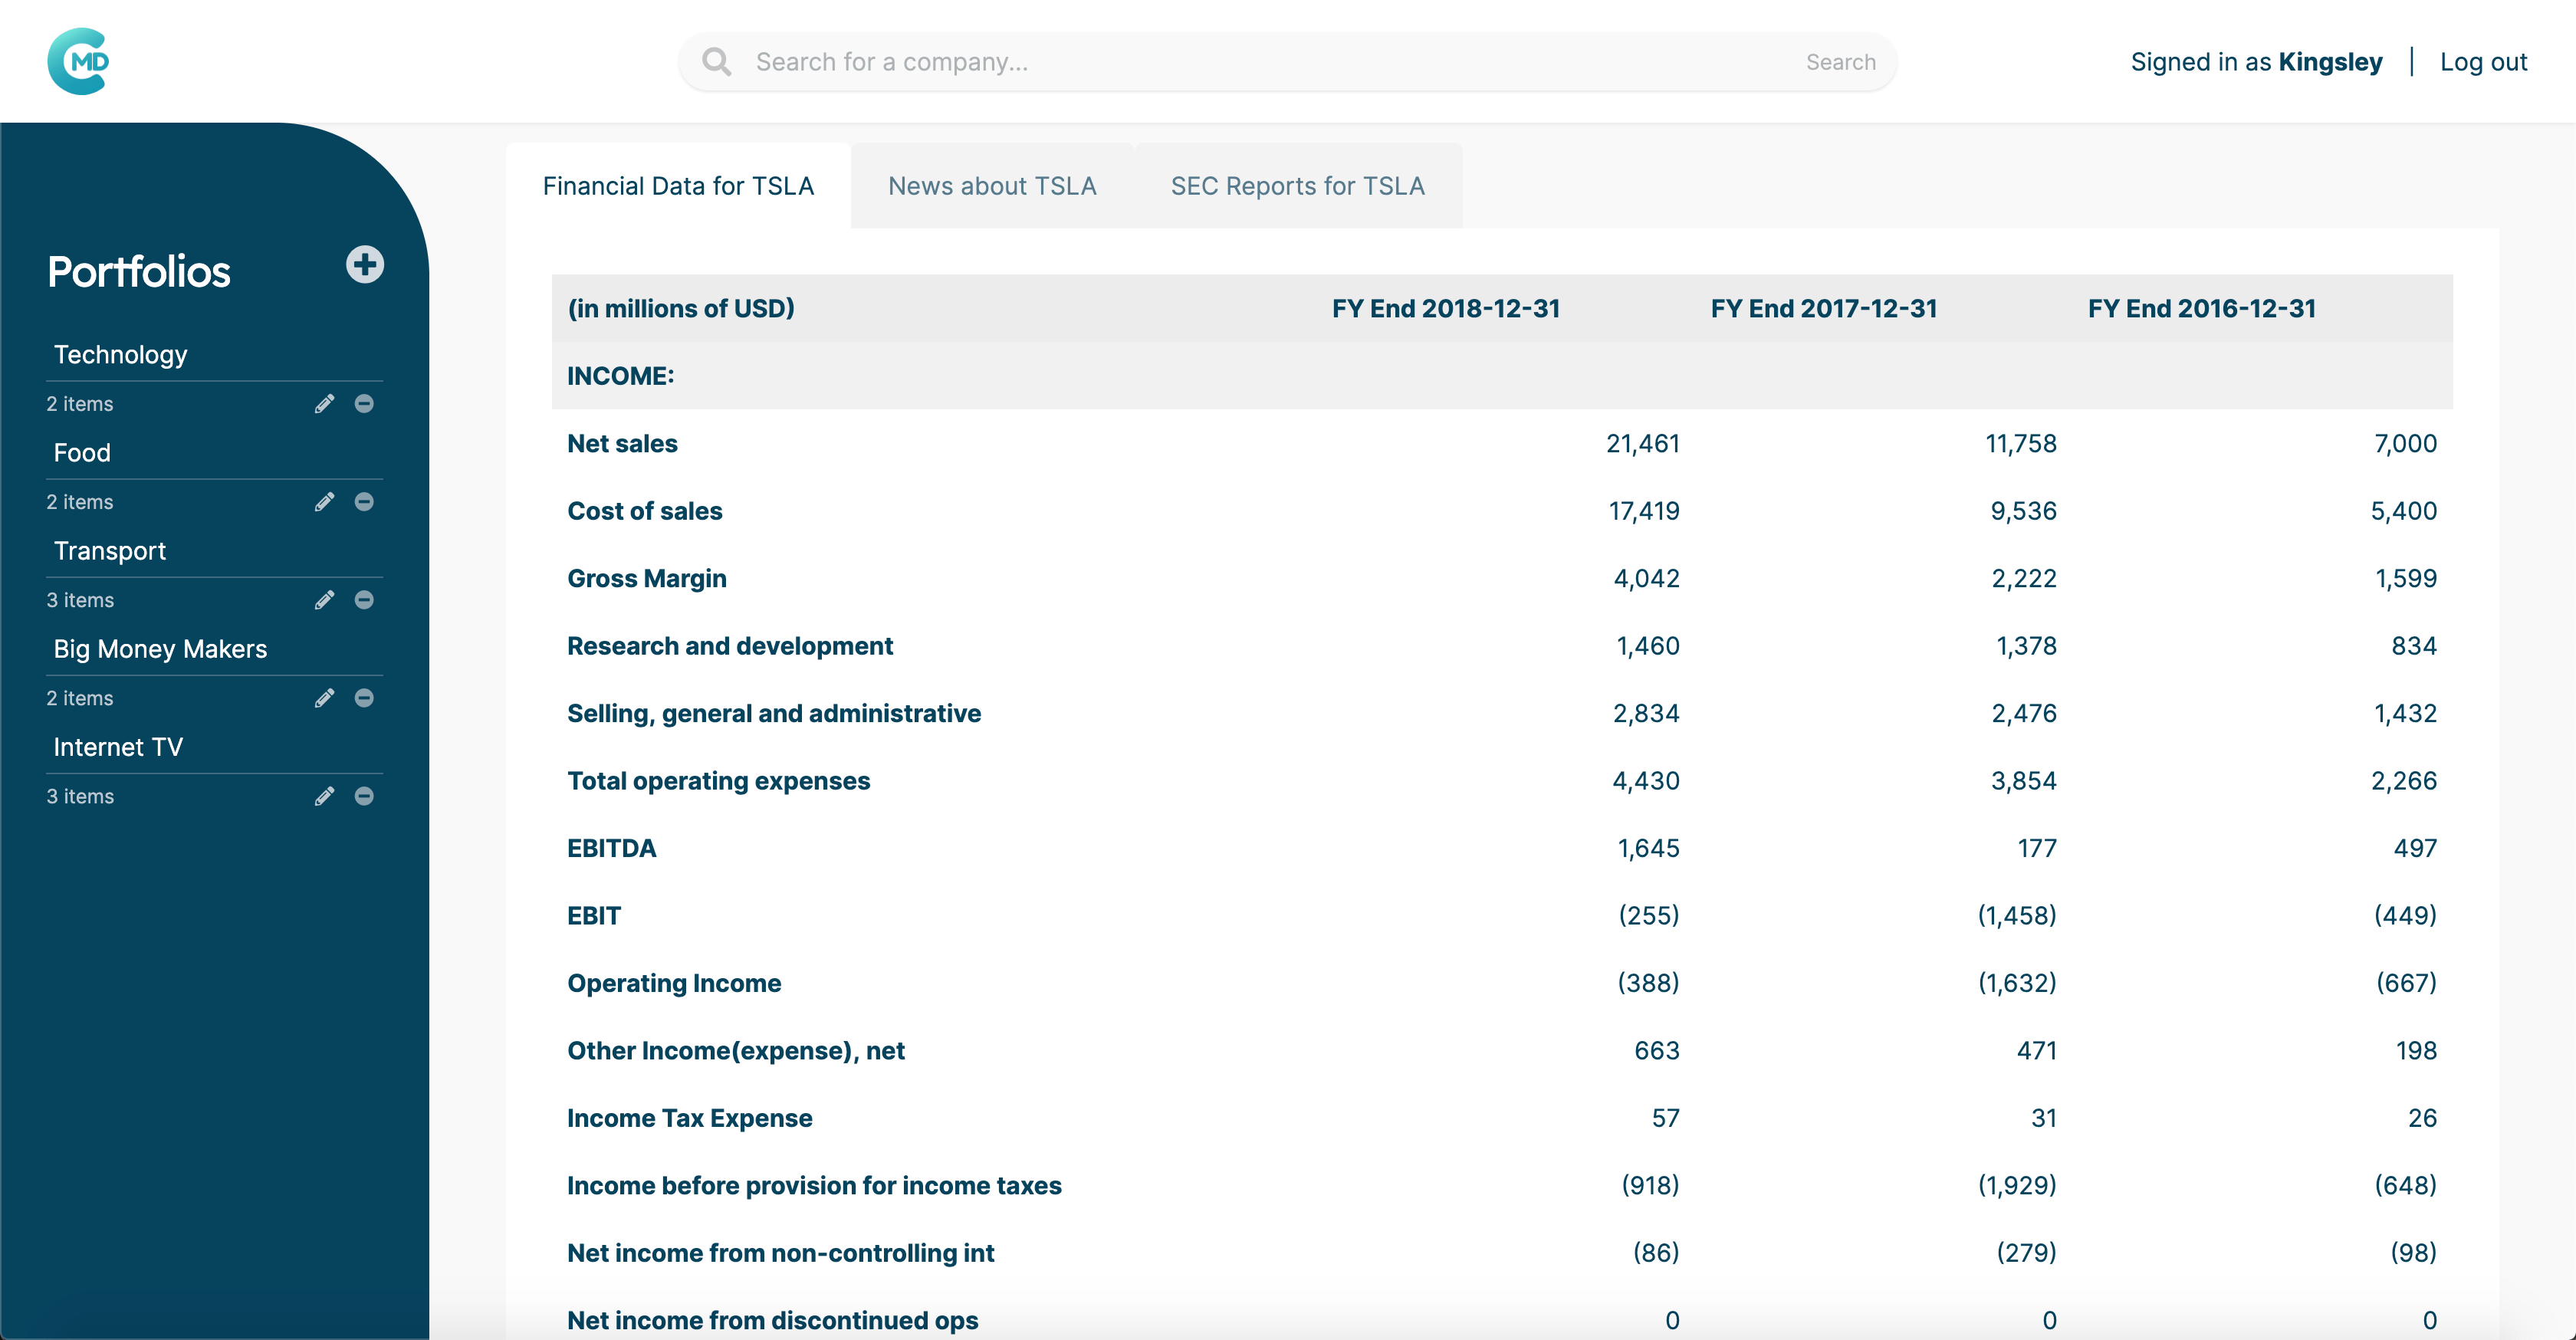 MD
Search for a company...
Search
Signed in as Kingsley | Log out
Financial Data for TSLA
News about TSLA
SEC Reports for TSLA
Portfolios
Technology
2 items
Food
2 items
Transport
3 items
Big Money Makers
2 items
Internet TV
3 items
(in millions of USD) FY End 2018-12-31 FY End 2017-12-31 FY End 2016-12-31
INCOME:
Net sales 21,461 11,758 7,000
Cost of sales 17,419 9,536 5,400
Gross Margin 4,042 2,222 1,599
Research and development 1,460 1,378 834
Selling, general and administrative 2,834 2,476 1,432
Total operating expenses 4,430 3,854 2,266
EBITDA 1,645 177 497
EBIT (255) (1,458) (449)
Operating Income (388) (1,632) (667)
Other Income(expense), net 663 471 198
Income Tax Expense 57 31 26
Income before provision for income taxes (918) (1,929) (648)
Net income from non-controlling int (86) (279) (98)
Net income from discontinued ops 0 0 0